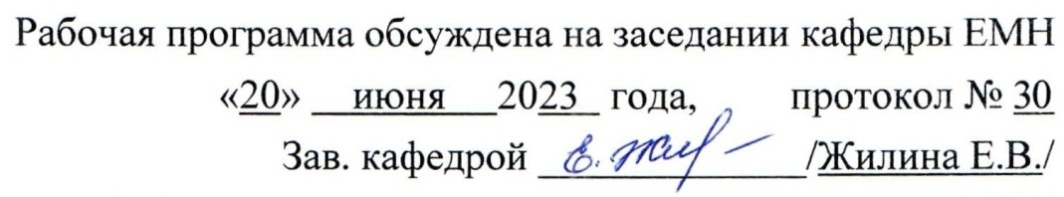 Рабочая программа обсуждена на заседании кафедры ЕМН
«20» июня 2023 года, протокол № 30
Зав. кафедрой /Жилина Е.В./